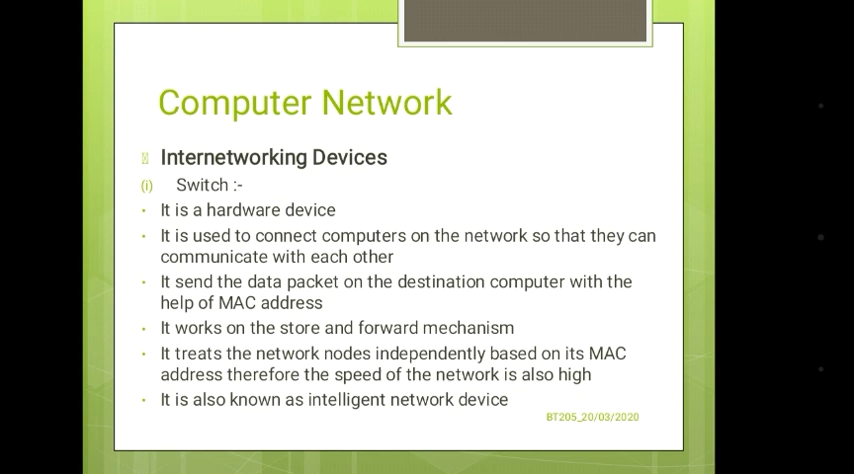 Computer Network
Internetworking Devices
(i) Switch :-
• It is a hardware device
• It is used to connect computers on the network so that they can
communicate with each other
• It send the data packet on the destination computer with the
help of MAC address
• It works on the store and forward mechanism
• It treats the network nodes independently based on its MAC
address therefore the speed of the network is also high
• It is also known as intelligent network device
BT205_20/03/2020